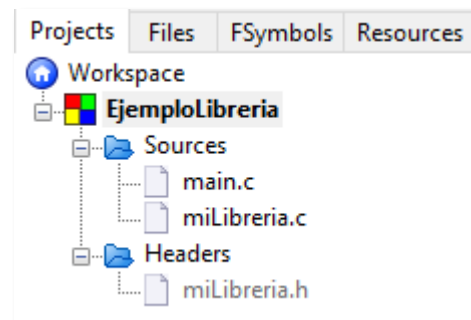 Projects Files FSymbols Resources
Workspace
EjemploLibreria
Sources
main.c
miLibreria.c
Headers
miLibreria.h